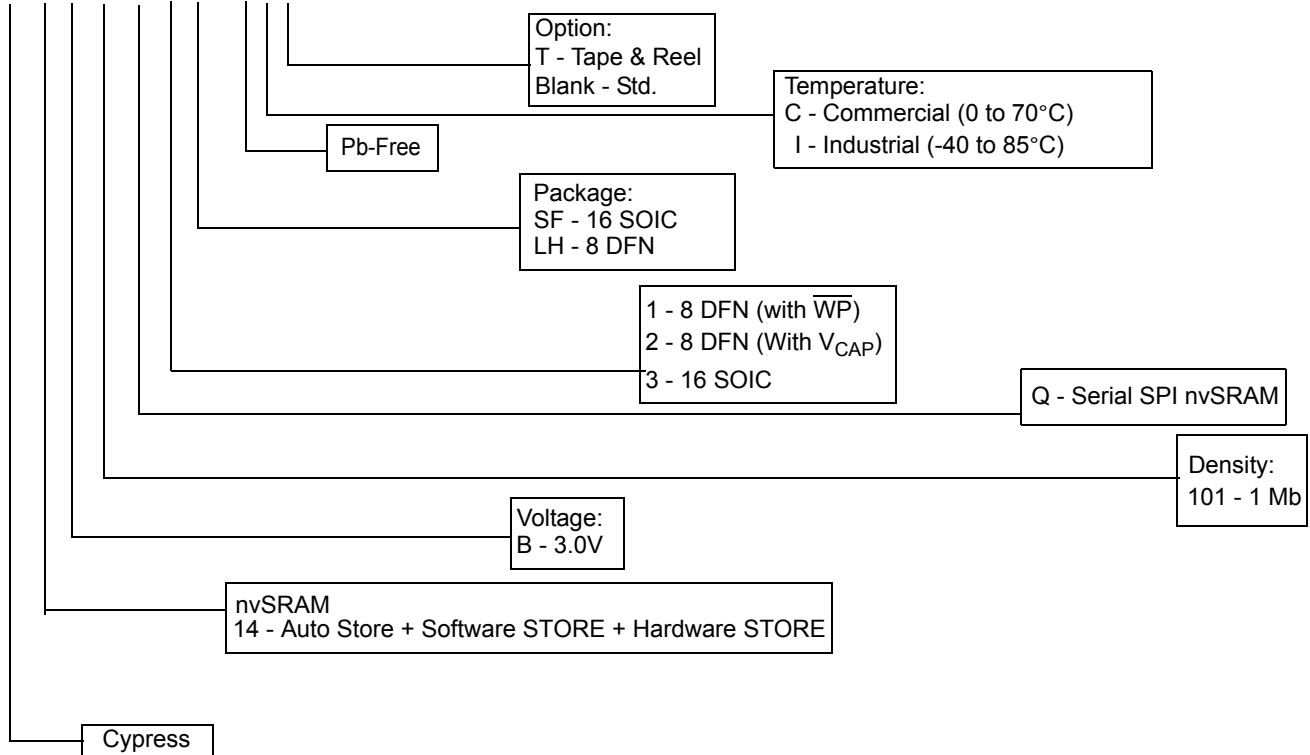 Option:
T - Tape & Reel
Blank - Std.
Temperature:
C - Commercial (0 to 70°C)
I - Industrial (-40 to 85°C)
Pb-Free
Package:
SF - 16 SOIC
LH - 8 DFN
1 - 8 DFN (with W̅P̅)
2 - 8 DFN (With VCAP)
3 - 16 SOIC
Q - Serial SPI nvSRAM
Density:
101 - 1 Mb
Voltage:
B - 3.0V
nvSRAM
14 - Auto Store + Software STORE + Hardware STORE
Cypress